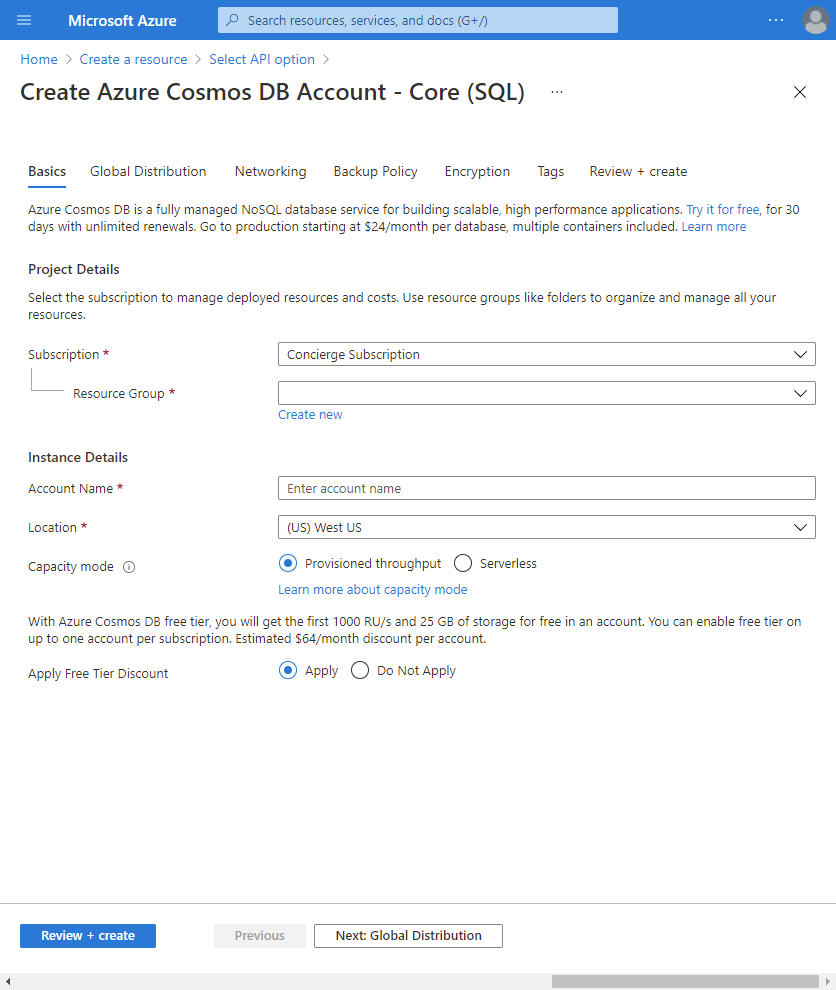 Microsoft Azure
Search resources, services, and docs (G+/)
...
Home > Create a resource > Select API option >
Create Azure Cosmos DB Account - Core (SQL) ...
Basics Global Distribution Networking Backup Policy Encryption Tags Review + create
Azure Cosmos DB is a fully managed NoSQL database service for building scalable, high performance applications. Try it for free, for 30
days with unlimited renewals. Go to production starting at $24/month per database, multiple containers included. Learn more
Project Details
Select the subscription to manage deployed resources and costs. Use resource groups like folders to organize and manage all your
resources.
Subscription *
Concierge Subscription
Resource Group *
Create new
Instance Details
Account Name *
Enter account name
Location *
(US) West US
Capacity mode
Provisioned throughput Serverless
Learn more about capacity mode
With Azure Cosmos DB free tier, you will get the first 1000 RU/s and 25 GB of storage for free in an account. You can enable free tier on
up to one account per subscription. Estimated $64/month discount per account.
Apply Free Tier Discount
Apply Do Not Apply
Review + create Previous Next: Global Distribution